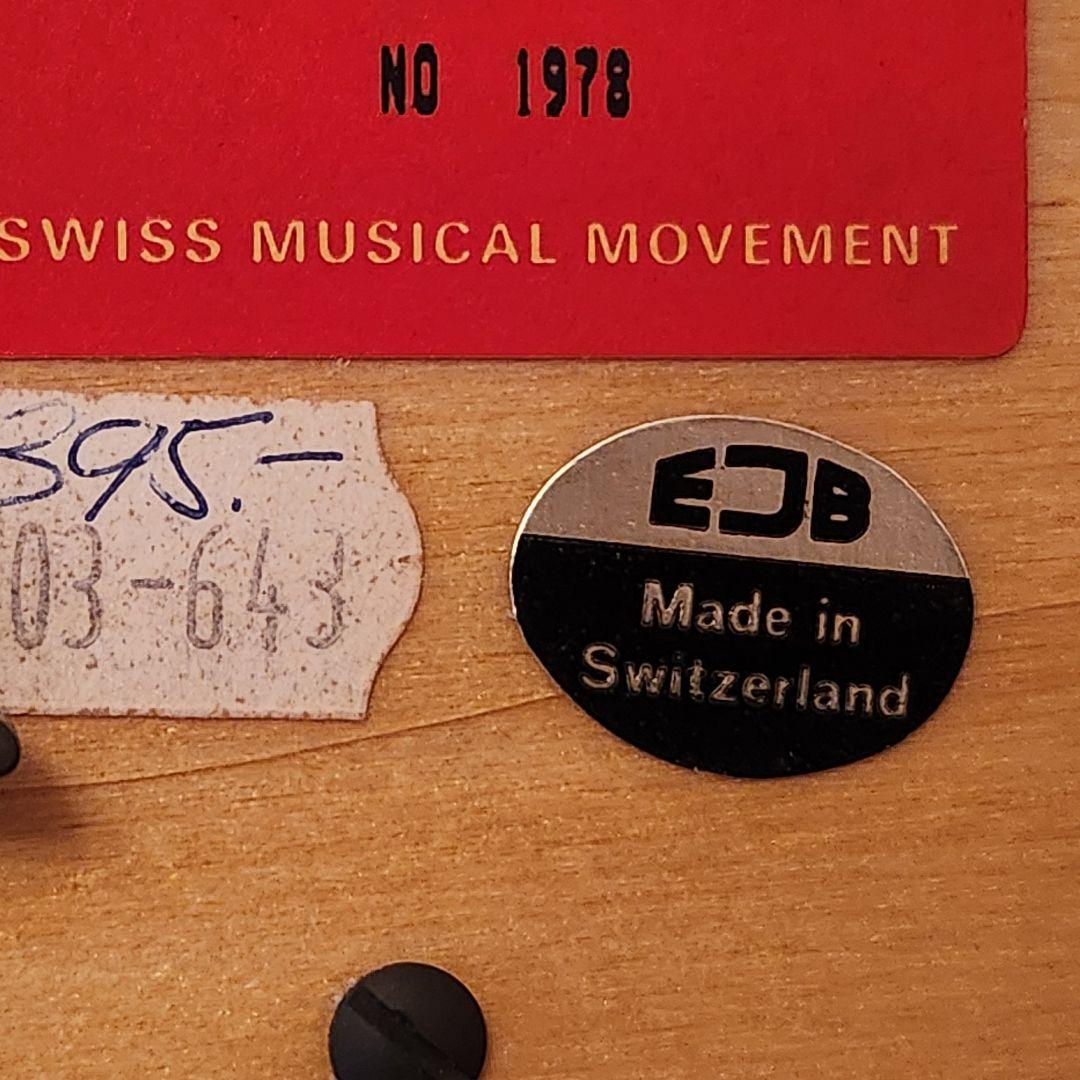 NO 1978
SWISS MUSICAL MOVEMENT
395.-
03-643
EJB
Made in
Switzerland